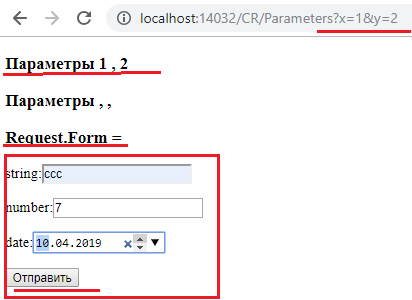 localhost:14032/CR/Parameters?x=1&y=2
Параметры 1 , 2
Параметры , ,
Request.Form =
string:ccc
number:7
date:10.04.2019
Отправить